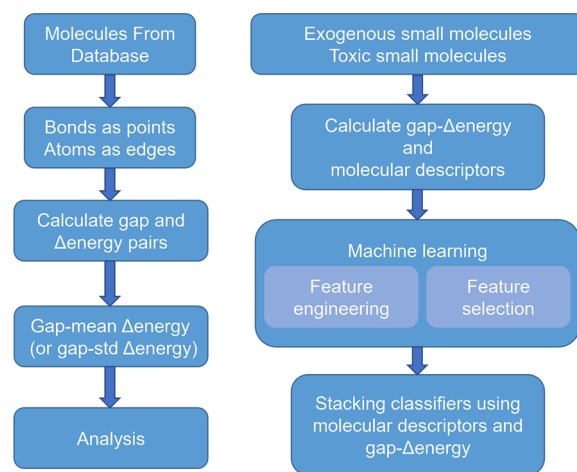 Molecules From
Database
Bonds as points
Atoms as edges
Calculate gap and
Δenergy pairs
Gap-mean Δenergy
(or gap-std Δenergy)
Analysis
Exogenous small molecules
Toxic small molecules
Calculate gap-Δenergy
and
molecular descriptors
Machine learning
Feature
engineering
Feature
selection
Stacking classifiers using
molecular descriptors and
gap-Δenergy